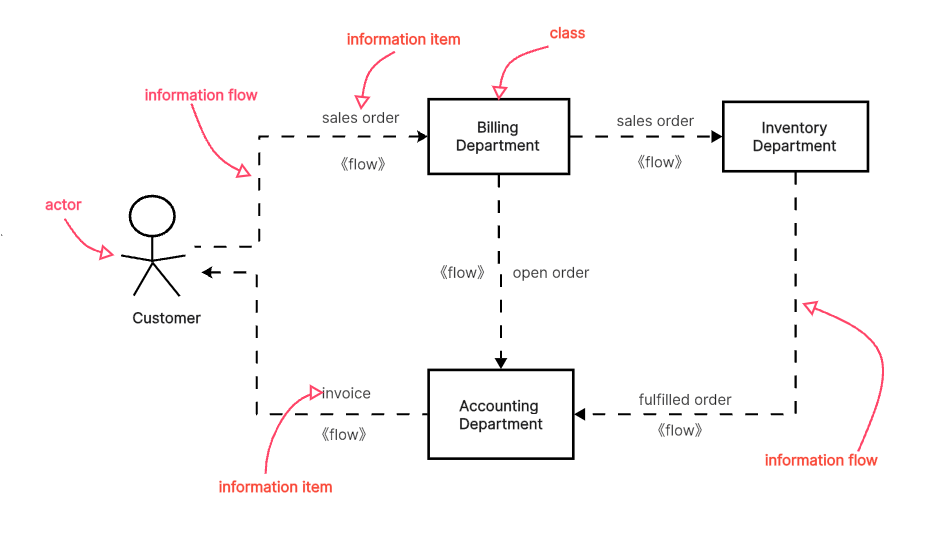 class
information item
information flow
sales order
《flow》
Billing
Department
sales order
《flow》
Inventory
Department
actor
Customer
《flow》
open order
invoice
《flow》
Accounting
Department
fulfilled order
《flow》
information item
information flow